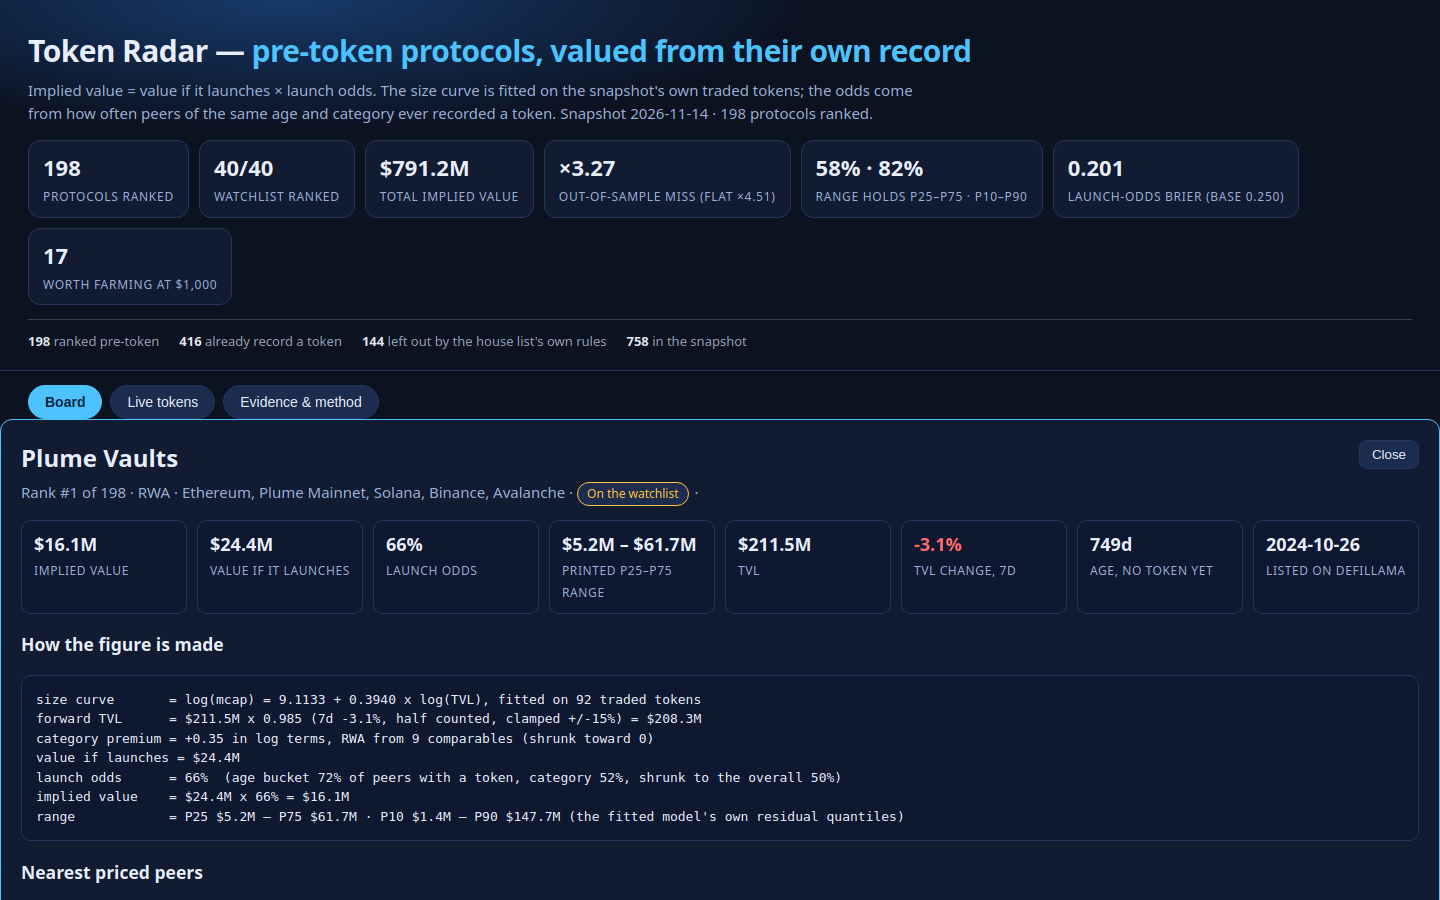 Token Radar — pre-token protocols, valued from their own record
Implied value = value if it launches × launch odds. The size curve is fitted on the snapshot's own traded tokens; the odds come
from how often peers of the same age and category ever recorded a token. Snapshot 2026-11-14 · 198 protocols ranked.
198
PROTOCOLS RANKED
40/40
WATCHLIST RANKED
$791.2M
TOTAL IMPLIED VALUE
×3.27
OUT-OF-SAMPLE MISS (FLAT ×4.51)
58% · 82%
RANGE HOLDS P25–P75 · P10–P90
0.201
LAUNCH-ODDS BRIER (BASE 0.250)
17
WORTH FARMING AT $1,000
198 ranked pre-token 416 already record a token 144 left out by the house list's own rules 758 in the snapshot
Board Live tokens Evidence & method
Plume Vaults
Close
Rank #1 of 198 · RWA · Ethereum, Plume Mainnet, Solana, Binance, Avalanche · On the watchlist ·
$16.1M
IMPLIED VALUE
$24.4M
VALUE IF IT LAUNCHES
66%
LAUNCH ODDS
$5.2M – $61.7M
PRINTED P25–P75
RANGE
$211.5M
TVL
-3.1%
TVL CHANGE, 7D
749d
AGE, NO TOKEN YET
2024-10-26
LISTED ON DEFILLAMA
How the figure is made
size curve = log(mcap) = 9.1133 + 0.3940 x log(TVL), fitted on 92 traded tokens
forward TVL = $211.5M x 0.985 (7d -3.1%, half counted, clamped +/-15%) = $208.3M
category premium = +0.35 in log terms, RWA from 9 comparables (shrunk toward 0)
value if launches = $24.4M
launch odds = 66% (age bucket 72% of peers with a token, category 52%, shrunk to the overall 50%)
implied value = $24.4M x 66% = $16.1M
range = P25 $5.2M — P75 $61.7M · P10 $1.4M — P90 $147.7M (the fitted model's own residual quantiles)
Nearest priced peers